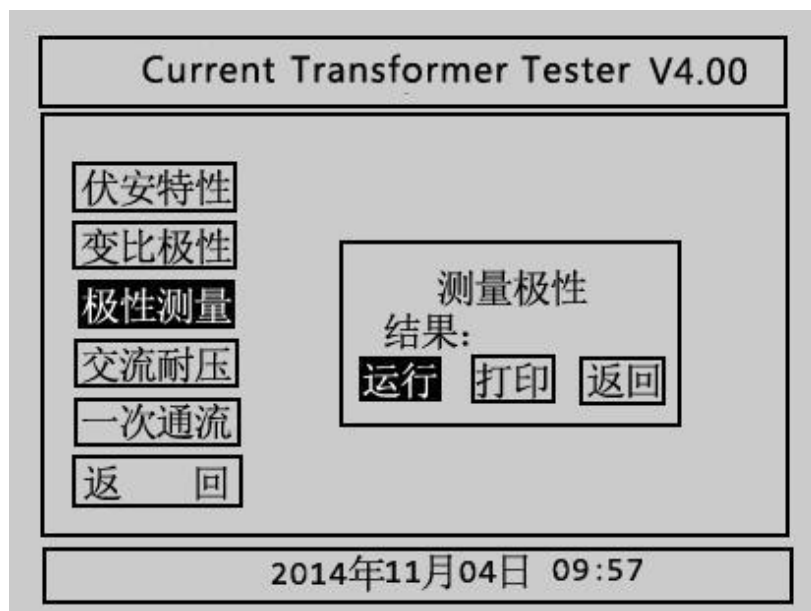 Current Transformer Tester V4.00
伏安特性
变比极性
极性测量
交流耐压
一次通流
返 回
测量极性
结果:
运行 打印 返回
2014年11月04日 09:57